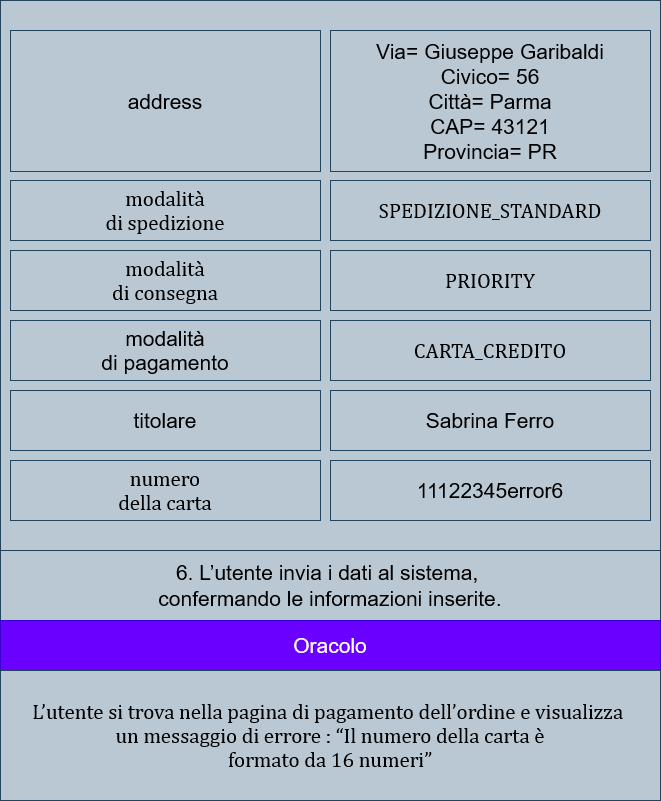 address
Via= Giuseppe Garibaldi
Civico= 56
Città= Parma
CAP= 43121
Provincia= PR
modalità
di spedizione
SPEDIZIONE_STANDARD
modalità
di consegna
PRIORITY
modalità
di pagamento
CARTA_CREDITO
titolare
Sabrina Ferro
numero
della carta
11122345error6
6. L’utente invia i dati al sistema,
confermando le informazioni inserite.
Oracolo
L’utente si trova nella pagina di pagamento dell’ordine e visualizza
un messaggio di errore : “Il numero della carta è
formato da 16 numeri”